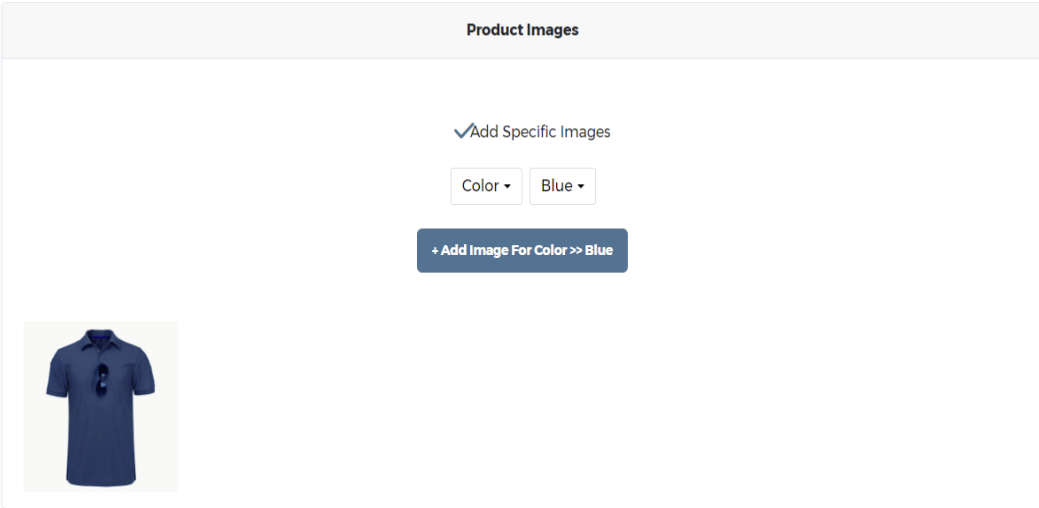 Product Images
Add Specific Images
Color Blue
+ Add Image For Color >> Blue